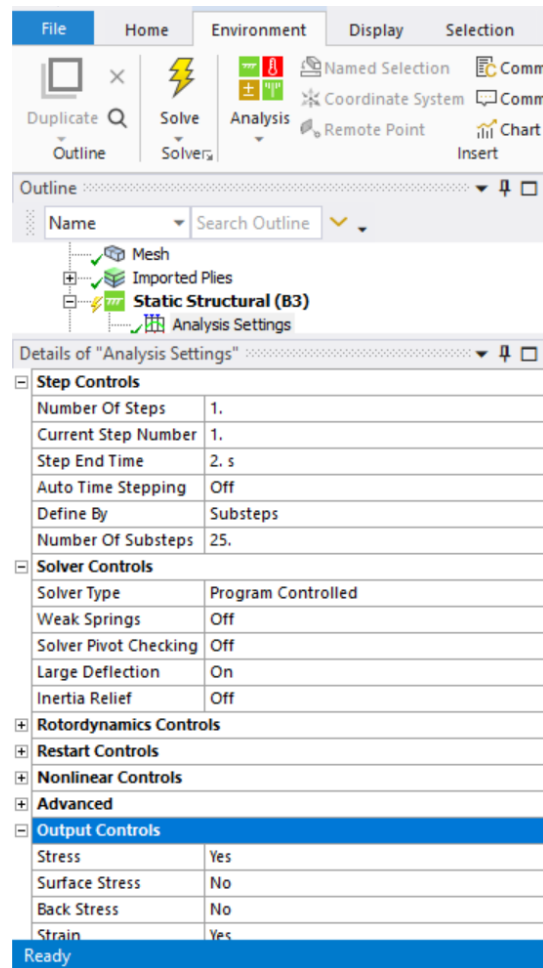 File Home Environment Display Selection
Named Selection Comm
Coordinate System Comm
Duplicate Solve Analysis Remote Point Chart
Outline Solvers Insert
Outline
Name Search Outline
Mesh
Imported Plies
Static Structural (B3)
Analysis Settings
Details of "Analysis Settings"
Step Controls
Number Of Steps 1.
Current Step Number 1.
Step End Time 2. s
Auto Time Stepping Off
Define By Substeps
Number Of Substeps 25.
Solver Controls
Solver Type Program Controlled
Weak Springs Off
Solver Pivot Checking Off
Large Deflection On
Inertia Relief Off
Rotordynamics Controls
Restart Controls
Nonlinear Controls
Advanced
Output Controls
Stress Yes
Surface Stress No
Back Stress No
Strain Yes
Ready